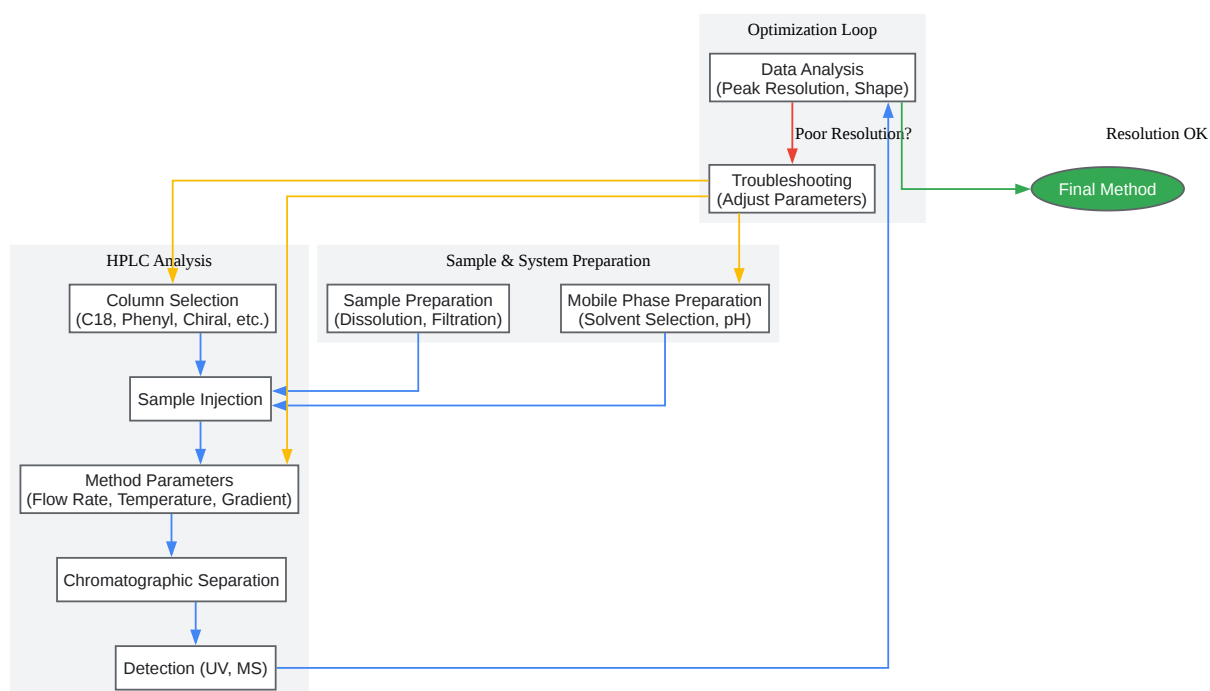 Optimization Loop
Data Analysis
(Peak Resolution, Shape)
Poor Resolution?
Resolution OK
Troubleshooting
(Adjust Parameters)
Final Method
HPLC Analysis
Sample & System Preparation
Column Selection
(C18, Phenyl, Chiral, etc.)
Sample Preparation
(Dissolution, Filtration)
Mobile Phase Preparation
(Solvent Selection, pH)
Sample Injection
Method Parameters
(Flow Rate, Temperature, Gradient)
Chromatographic Separation
Detection (UV, MS)